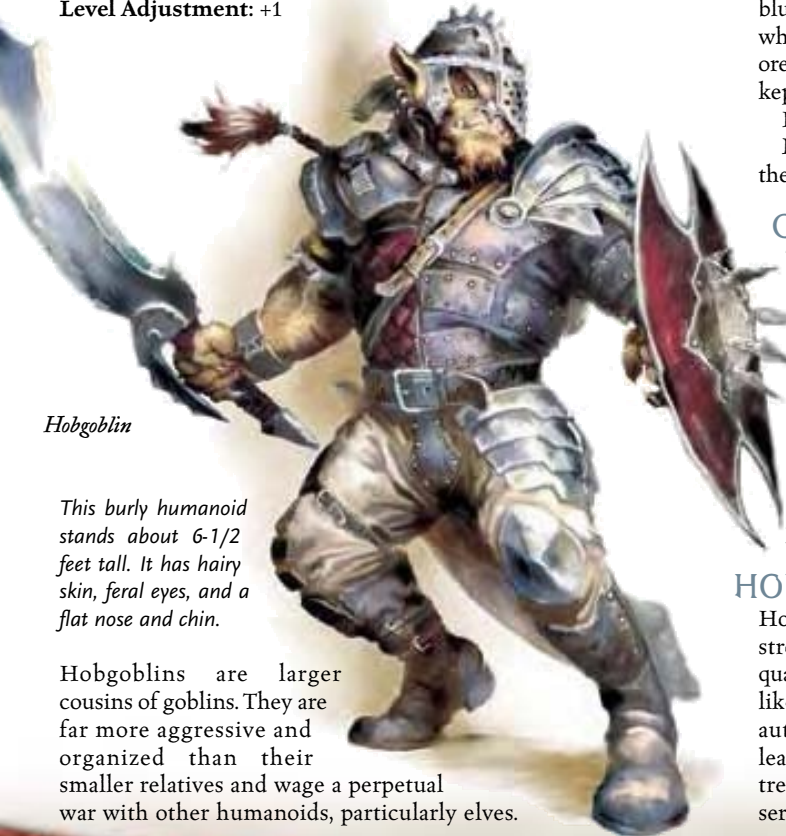 Level Adjustment: +1
Hobgoblin
This burly humanoid
stands about 6-1/2
feet tall. It has hairy
skin, feral eyes, and a
flat nose and chin.
Hobgoblins are larger
cousins of goblins. They are
far more aggressive and
organized than their
smaller relatives and wage a perpetual
war with other humanoids, particularly elves.